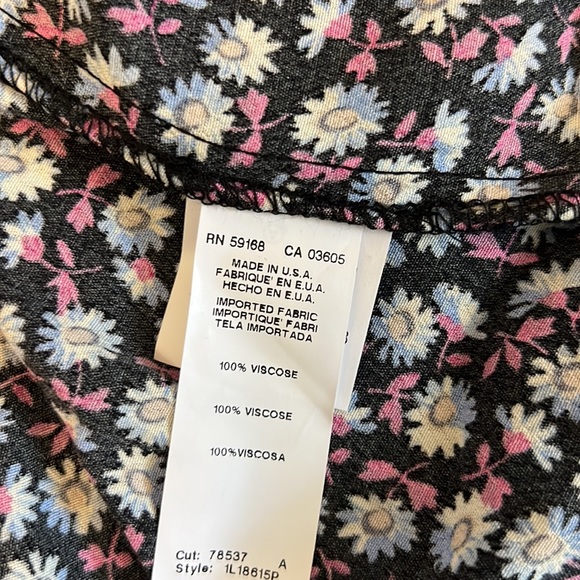 RN 59168 CA 03605
MADE IN U.S.A.
FABRIQUE' EN E.U.A.
HECHO EN E.U.A.
IMPORTED FABRIC
IMPORTIQUE' FABRI
TELA IMPORTADA
100% VISCOSE
100% VISCOSE
100%VISCOSA
Cut: 78537 A
Style: 1L18615P